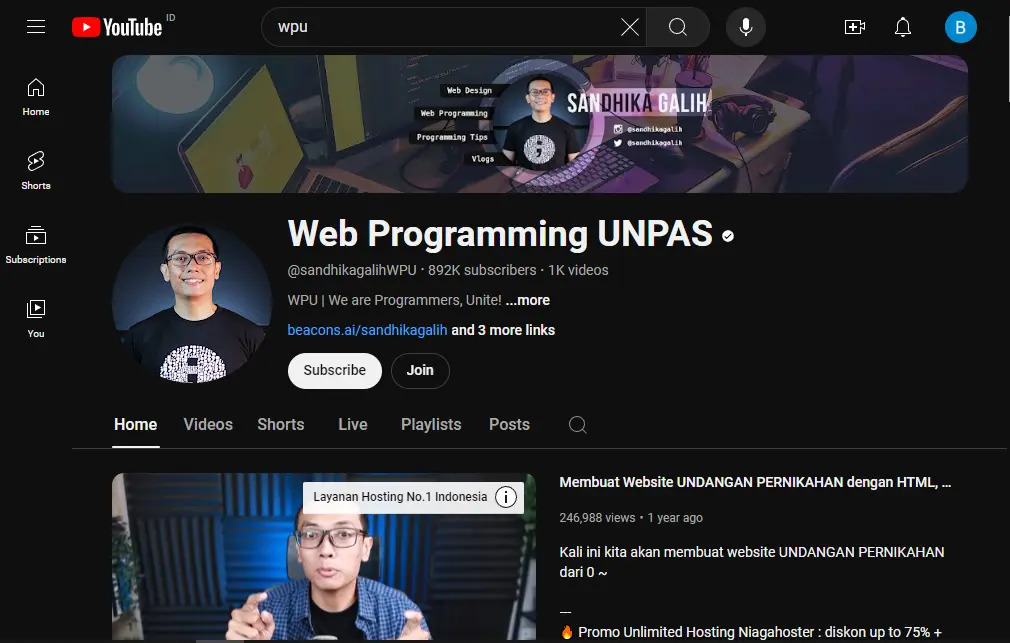 YouTube ID
wpu
B
Home
Shorts
Subscriptions
You
Web Design
Web Programming
Programming Tips
Vlogs
SANDHIKA GALIH
@sandhikagalih
@sandhikagalih
Web Programming UNPAS
@sandhikagalihWPU · 892K subscribers · 1K videos
WPU | We are Programmers, Unite! ...more
beacons.ai/sandhikagalih and 3 more links
Subscribe
Join
Home
Videos
Shorts
Live
Playlists
Posts
Layanan Hosting No.1 Indonesia
Membuat Website UNDANGAN PERNIKAHAN dengan HTML, ...
246,988 views • 1 year ago
Kali ini kita akan membuat website UNDANGAN PERNIKAHAN
dari 0 ~
__
🔥 Promo Unlimited Hosting Niagahoster : diskon up to 75% +